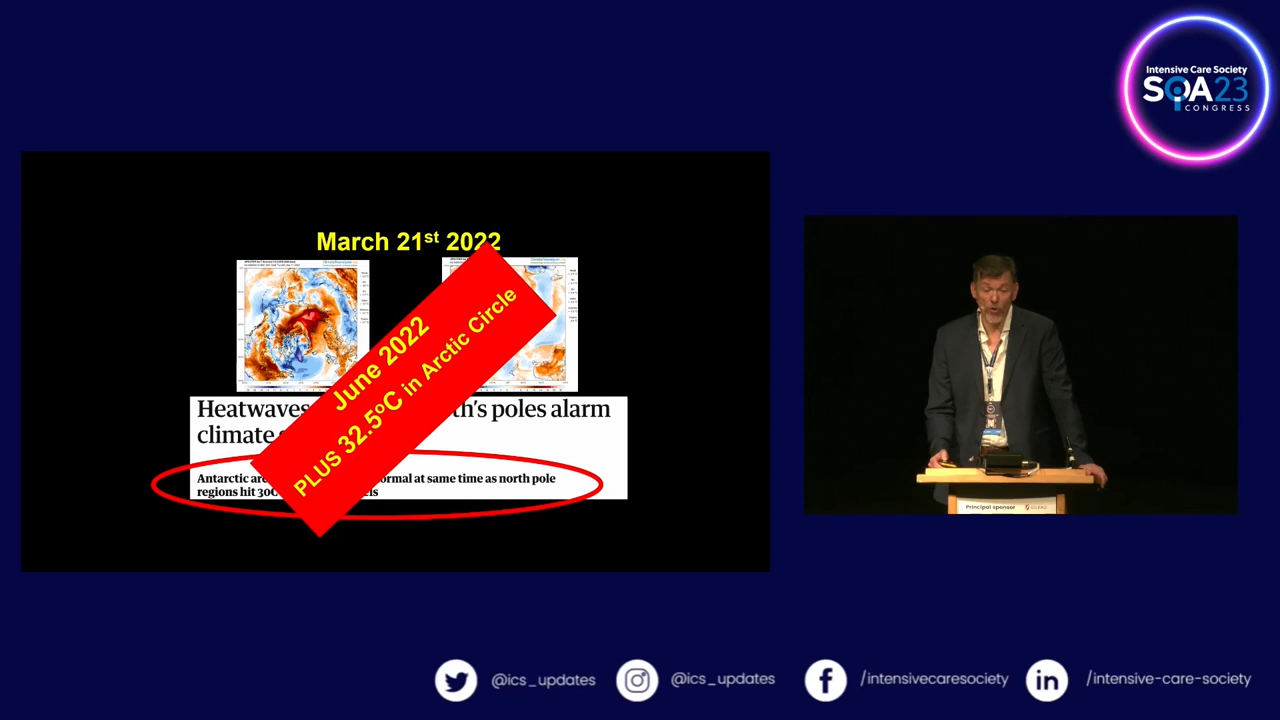 Intensive Care Society
SOA23
CONGRESS
March 21st 2022
June 2022
PLUS 32.5ºC in Arctic Circle
Heatwaves th's poles alarm
climate
Antarctic are ormal at same time as north pole
regions hit 30C els
Principal sponsor
@ics_updates
@ics_updates
/intensivecaresociety
/intensive-care-society